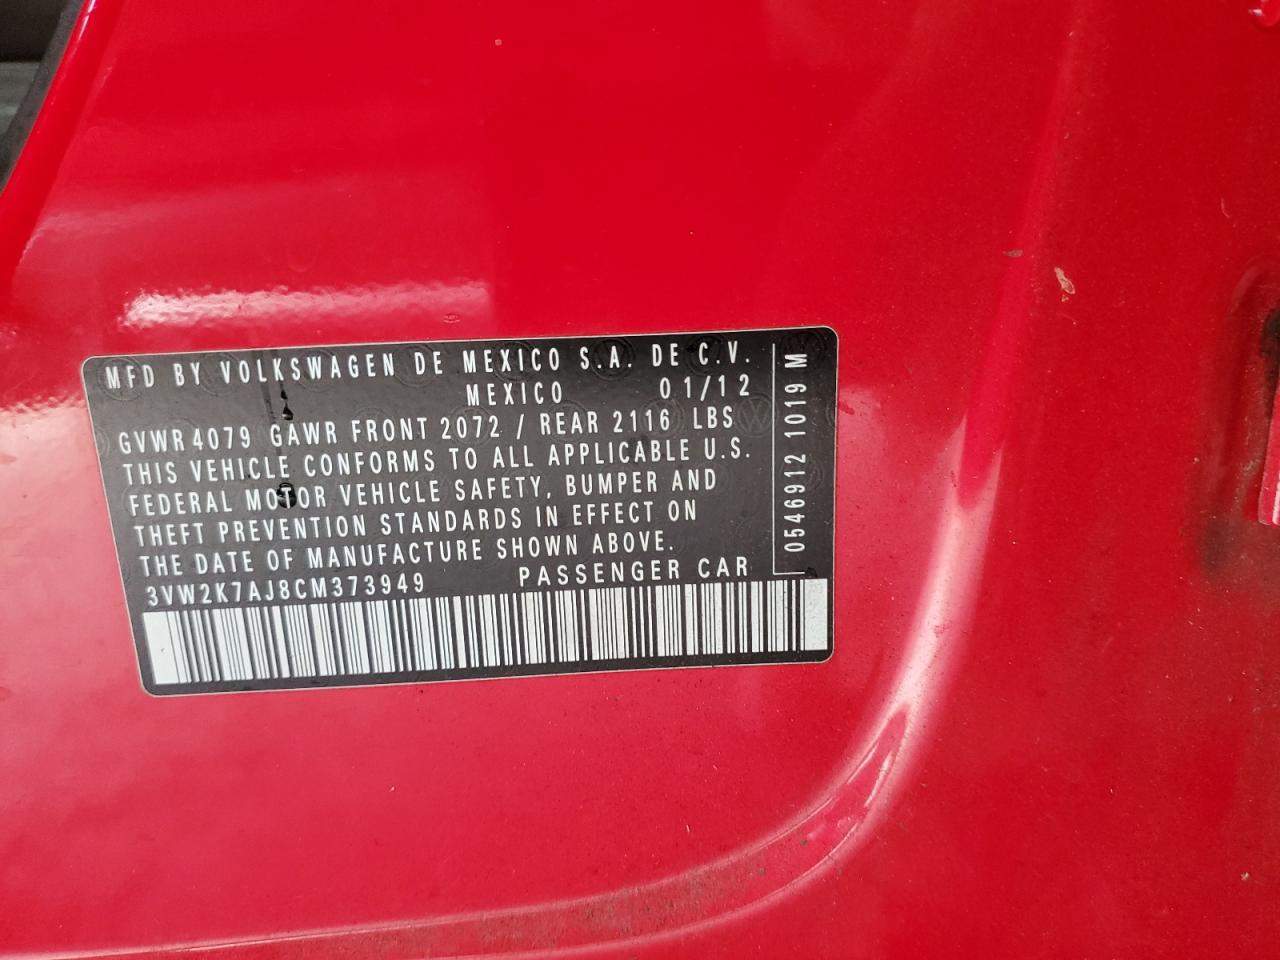 MFD BY VOLKSWAGEN DE MEXICO S.A. DE C.V.
MEXICO 01/12
GVWR 4079 GAWR FRONT 2072 / REAR 2116 LBS
THIS VEHICLE CONFORMS TO ALL APPLICABLE U.S.
FEDERAL MOTOR VEHICLE SAFETY, BUMPER AND
THEFT PREVENTION STANDARDS IN EFFECT ON
THE DATE OF MANUFACTURE SHOWN ABOVE.
3VW2K7AJ8CM373949 PASSENGER CAR
0546912 1019 M